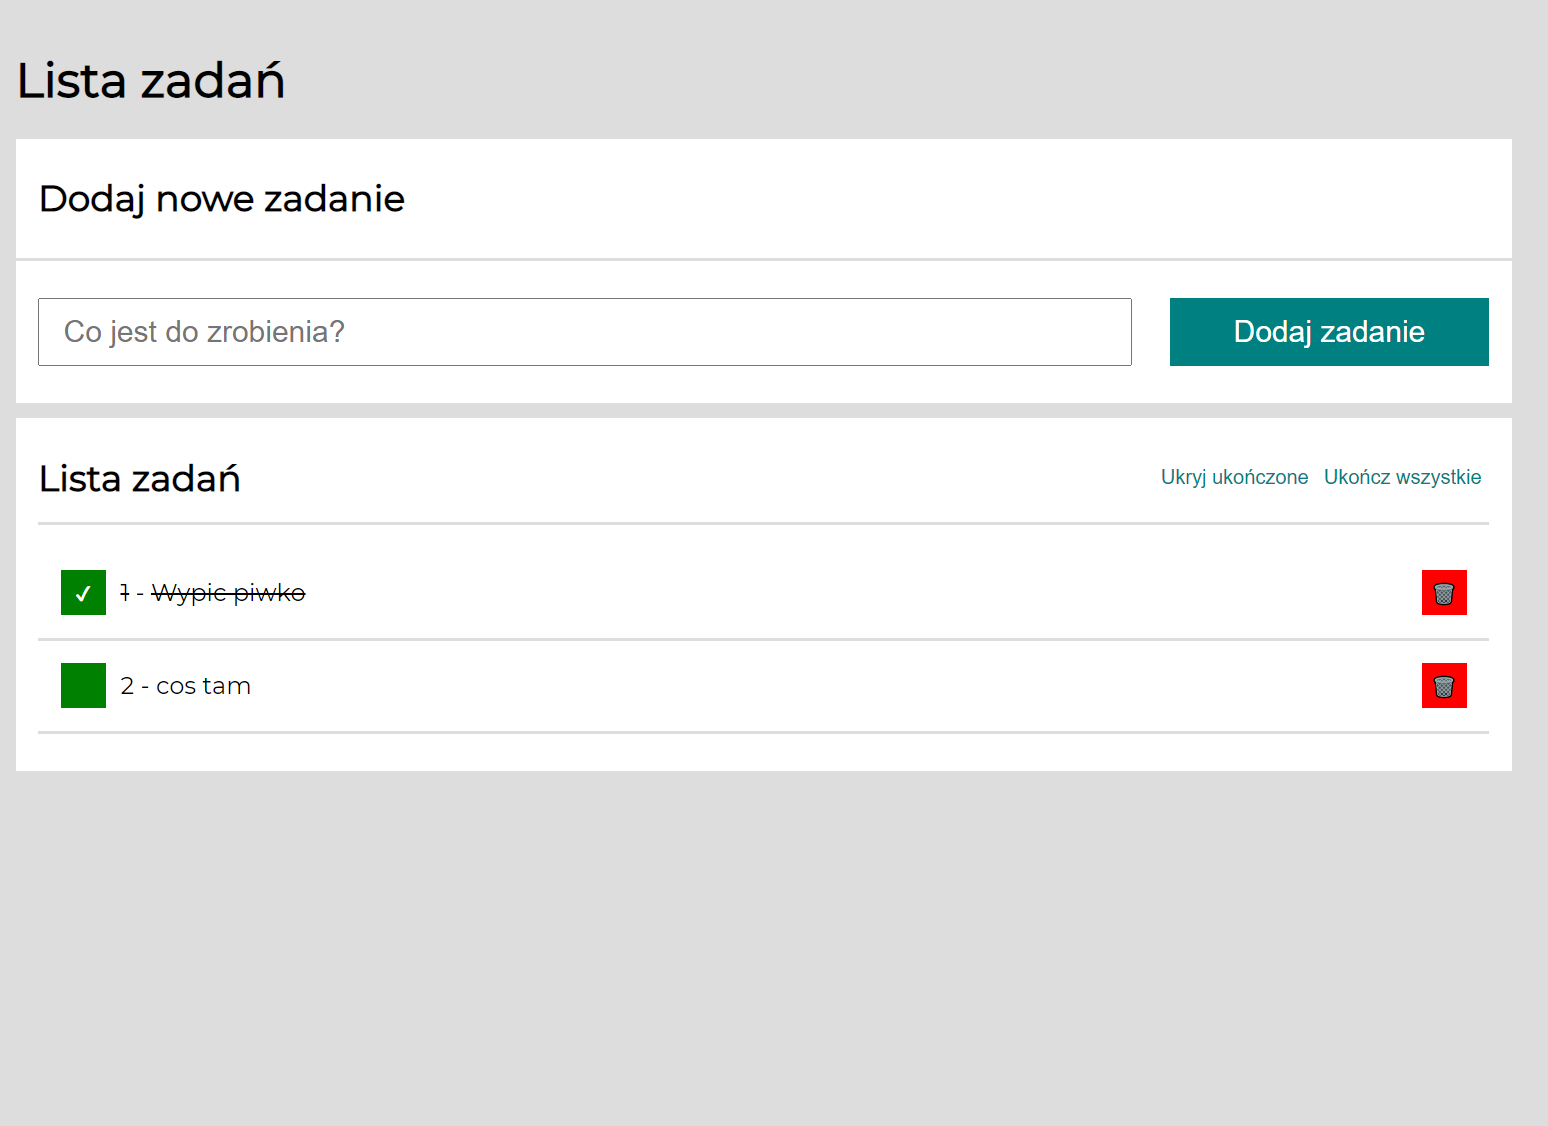 Lista zadań
Dodaj nowe zadanie
Co jest do zrobienia?
Dodaj zadanie
Lista zadań
Ukryj ukończone
Ukończ wszystkie
✓
1 - Wypic piwko
2 - cos tam